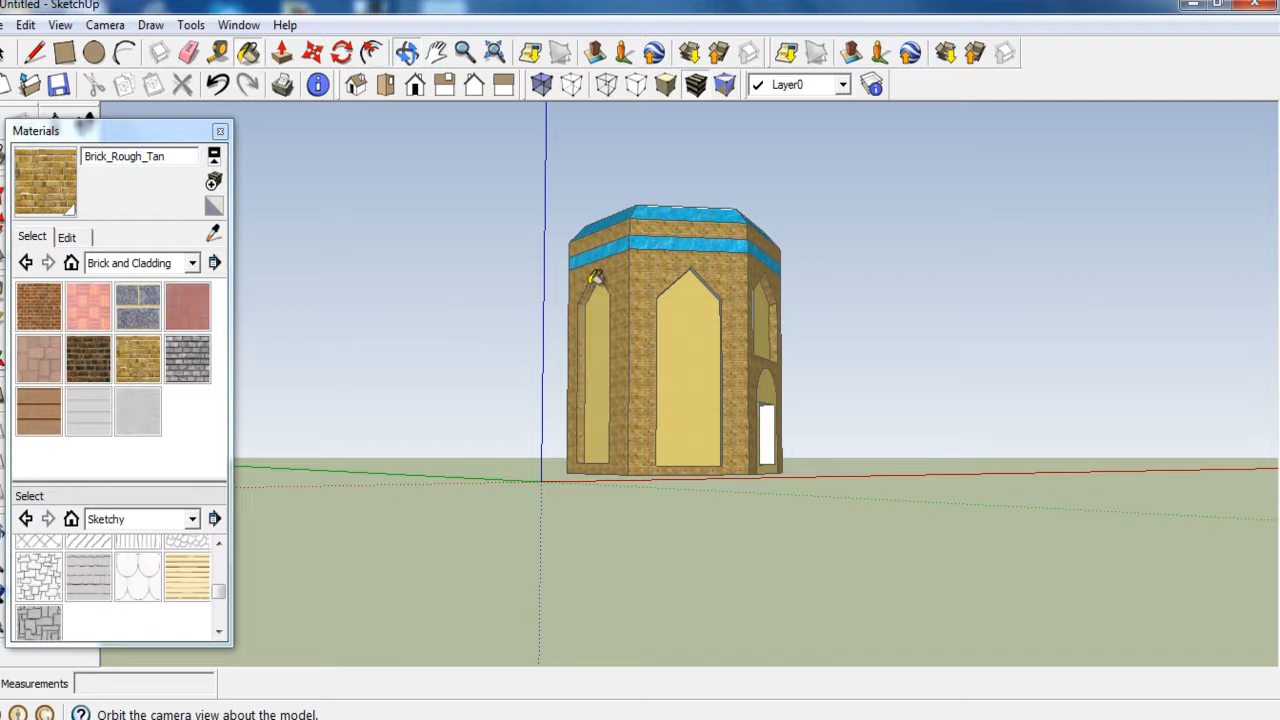 Untitled - SketchUp
Edit View Camera Draw Tools Window Help
Layer0
Materials
Brick_Rough_Tan
Select Edit
Brick and Cladding
Select
Sketchy
Measurements
Orbit the camera view about the model.